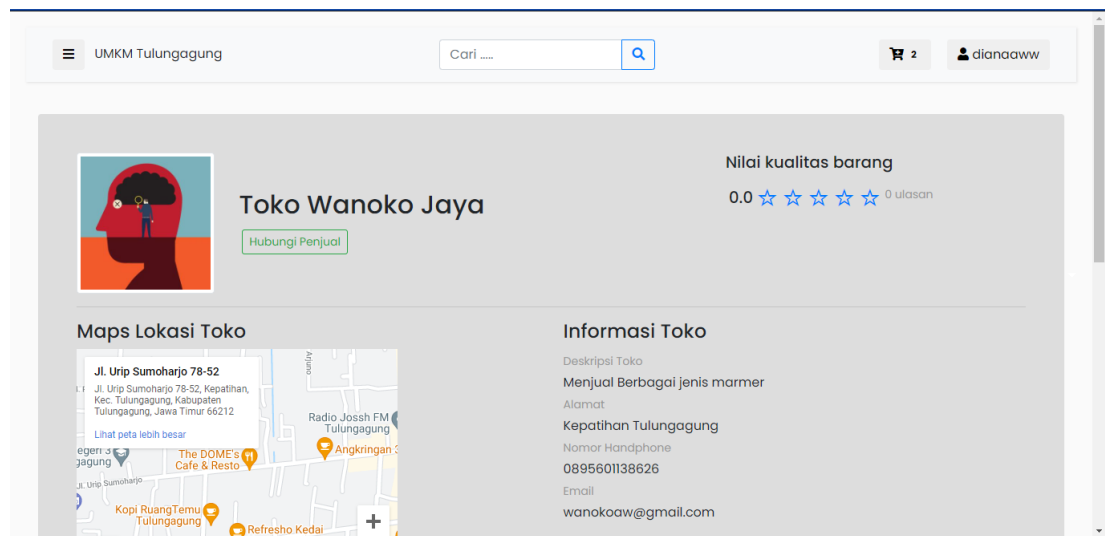 UMKM Tulungagung
Cari .....
2
dianaaww
Toko Wanoko Jaya
Hubungi Penjual
Nilai kualitas barang
0.0
0 ulasan
Maps Lokasi Toko
Jl. Urip Sumoharjo 78-52
Jl. Urip Sumoharjo 78-52, Kepatihan,
Kec. Tulungagung, Kabupaten
Tulungagung, Jawa Timur 66212
Lihat peta lebih besar
Arjuno
Radio Jossh FM
Tulungagung
egeri 3
gagung
The DOME's
Cafe & Resto
Angkringan
Jl. Urip Sumoharjo
Kopi RuangTemu
Tulungagung
Refresho Kedai
+
Informasi Toko
Deskripsi Toko
Menjual Berbagai jenis marmer
Alamat
Kepatihan Tulungagung
Nomor Handphone
0895601138626
Email
wanokoaw@gmail.com